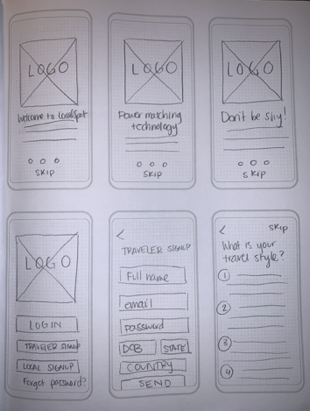 LOGO
Welcome to LocalSpot
SKIP
LOGO
Power matching
technology
SKIP
LOGO
Don't be shy!
SKIP
LOGO
LOGIN
TRAVELER SIGNUP
LOCAL SIGNUP
Forgot password?
<
TRAVELER SIGNUP
Full name
email
password
DOB
STATE
COUNTRY
SEND
<
SKIP
What is your
travel style?
1
2
3
4